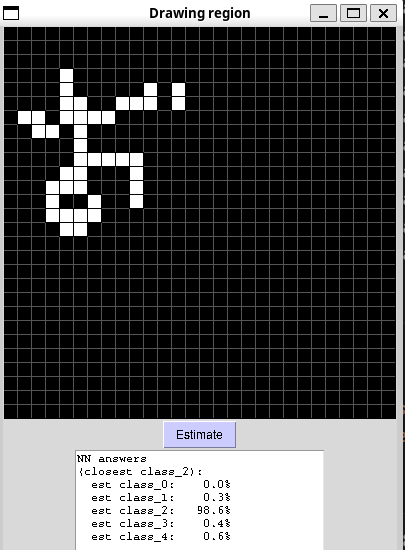 Drawing region
Estimate
NN answers
(closest class_2):
est class_0: 0.0%
est class_1: 0.3%
est class_2: 98.6%
est class_3: 0.4%
est class_4: 0.6%